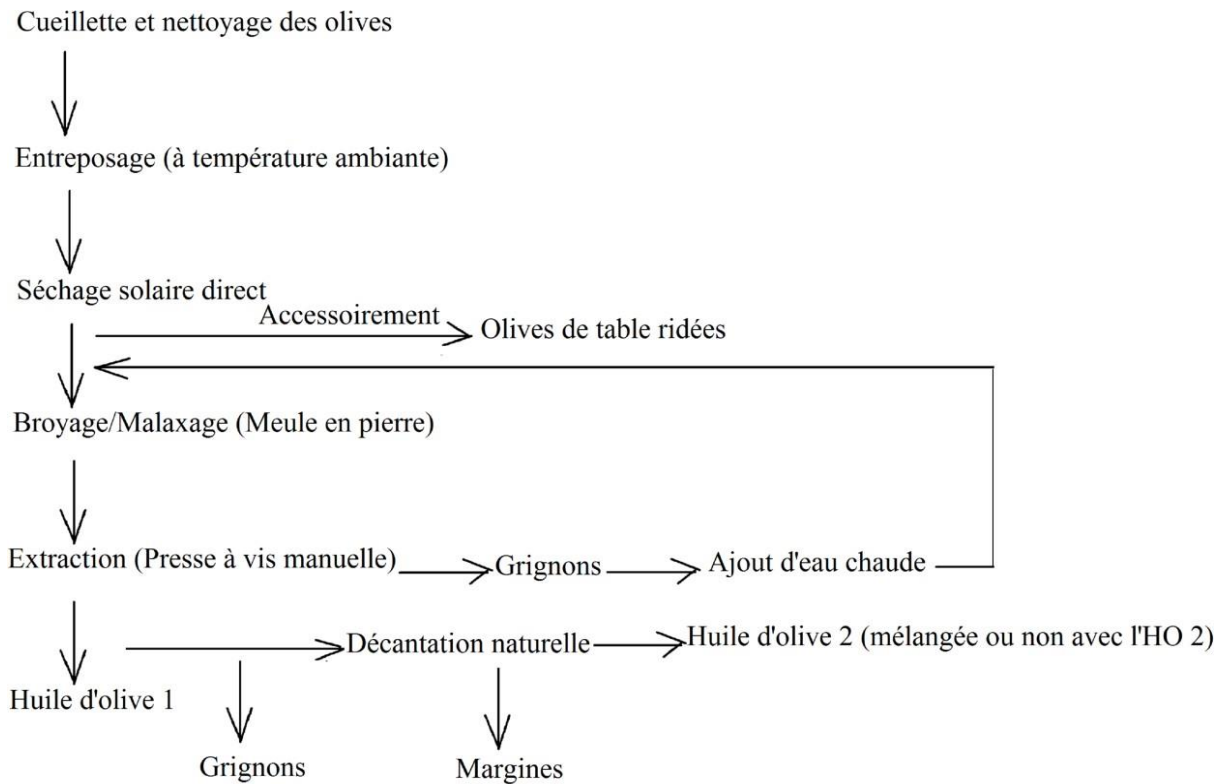 Cueillette et nettoyage des olives
Entreposage (à température ambiante)
Séchage solaire direct
Accessoirement
Olives de table ridées
Broyage/Malaxage (Meule en pierre)
Extraction (Presse à vis manuelle)
Grignons
Ajout d'eau chaude
Décantation naturelle
Huile d'olive 2 (mélangée ou non avec l'HO 2)
Huile d'olive 1
Grignons
Margines